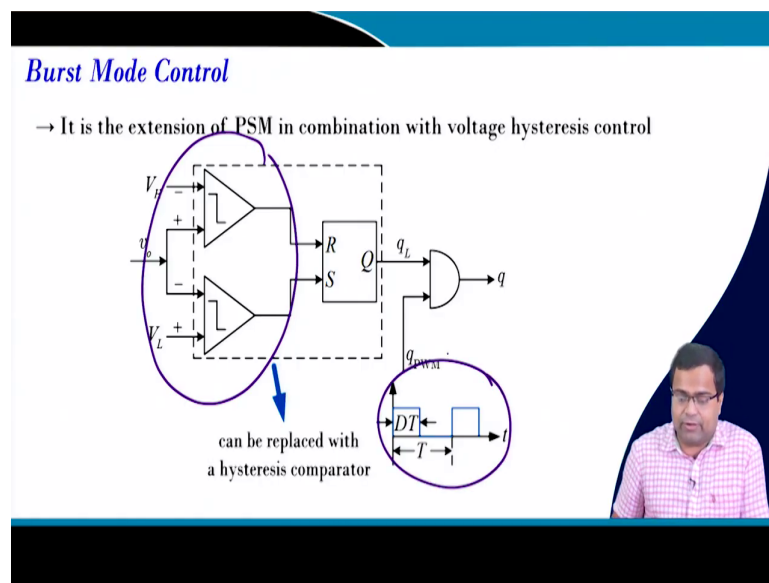 Burst Mode Control
→ It is the extension of PSM in combination with voltage hysteresis control
V_H −
+
v_o
−
V_L +
R
S
Q
q_L
q
q_PWM
DT
t
T
can be replaced with
a hysteresis comparator